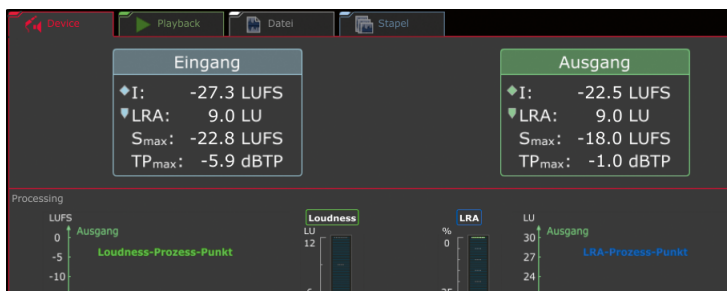 Device Playback Datei Stapel
Eingang
I: -27.3 LUFS
LRA: 9.0 LU
Smax: -22.8 LUFS
TPmax: -5.9 dBTP
Ausgang
I: -22.5 LUFS
LRA: 9.0 LU
Smax: -18.0 LUFS
TPmax: -1.0 dBTP
Processing
LUFS
0
-5
-10
Ausgang
Loudness-Prozess-Punkt
Loudness
LU
12
LRA
%
0
LU
30
27
24
Ausgang
LRA-Prozess-Punkt